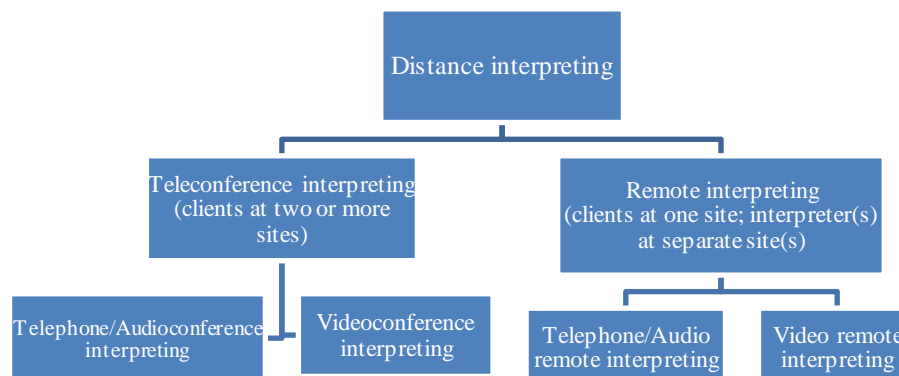 Distance interpreting
Teleconference interpreting
(clients at two or more
sites)
Remote interpreting
(clients at one site; interpreter(s)
at separate site(s)
Telephone/Audioconference
interpreting
Videoconference
interpreting
Telephone/Audio
remote interpreting
Video remote
interpreting